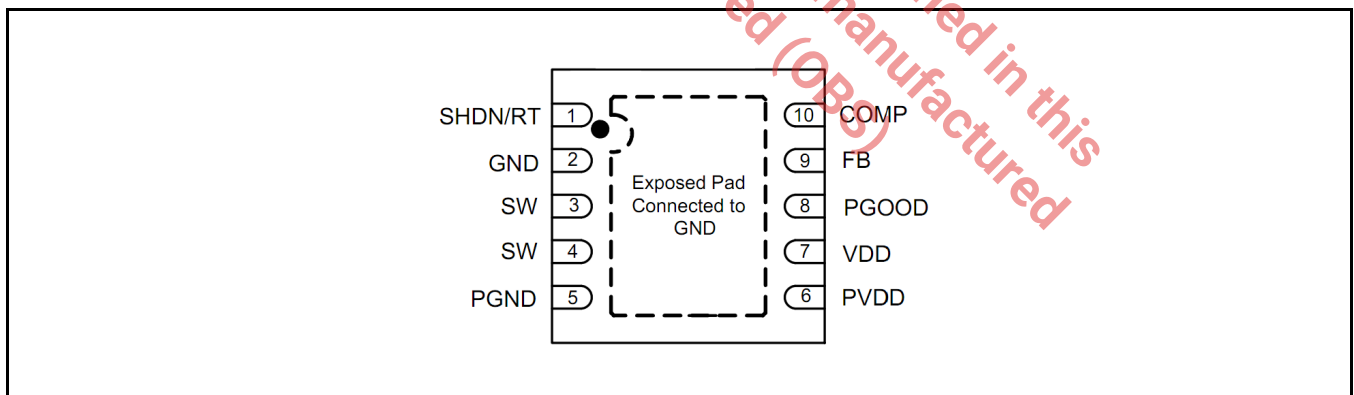 ned in this
manufactured
ed (OBS)
SHDN/RT 1
GND 2
SW 3
SW 4
PGND 5
Exposed Pad
Connected to
GND
10 COMP
9 FB
8 PGOOD
7 VDD
6 PVDD